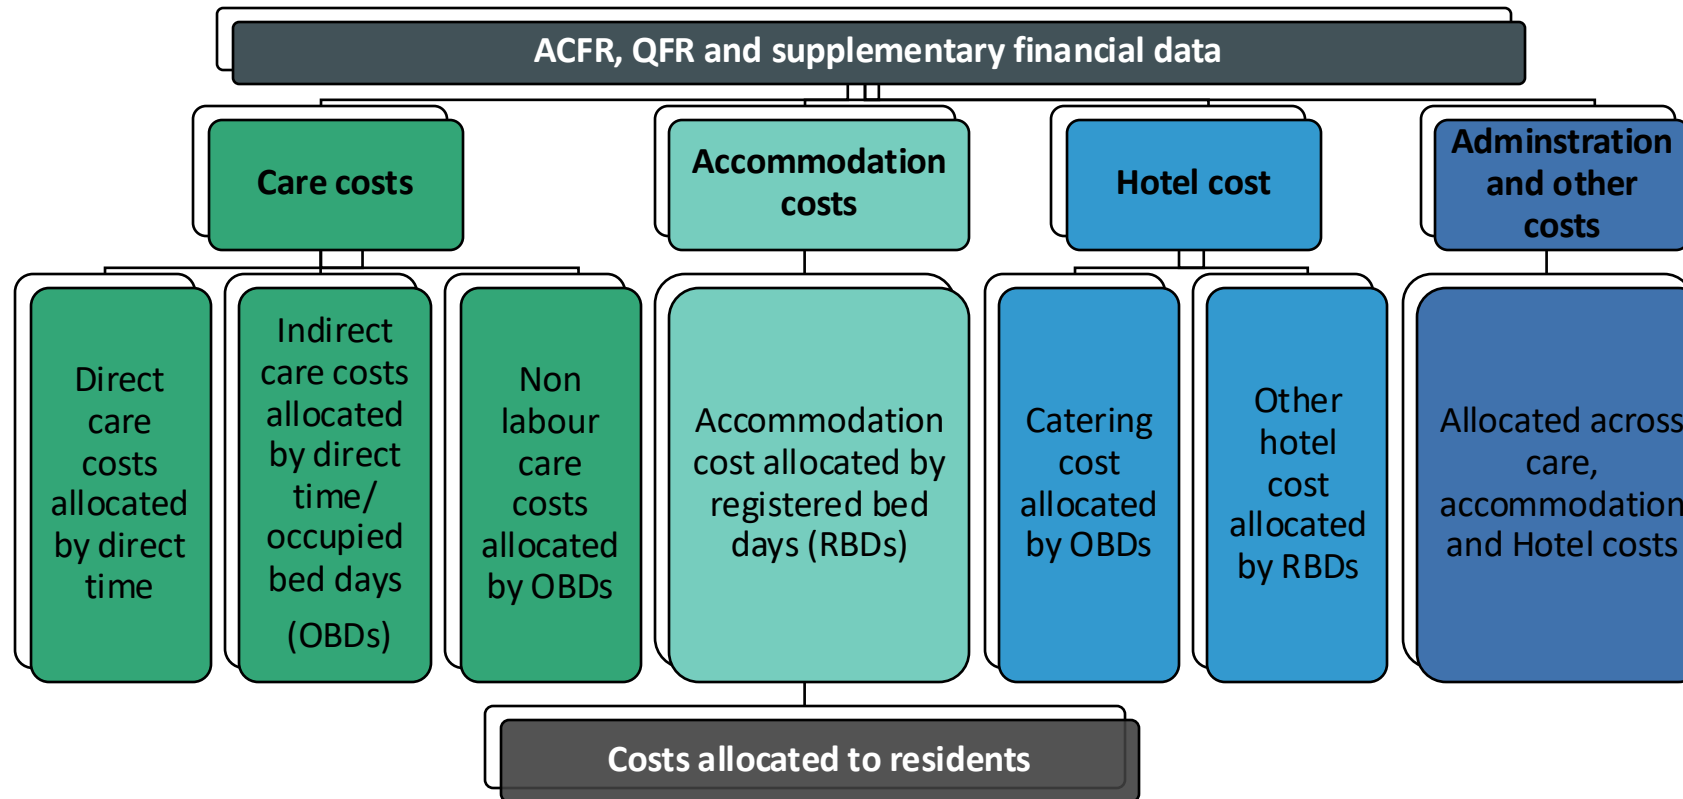 ACFR, QFR and supplementary financial data
Care costs
Accommodation
costs
Hotel cost
Adminstration
and other
costs
Direct
care
costs
allocated
by direct
time
Indirect
care costs
allocated
by direct
time/
occupied
bed days
(OBDs)
Non
labour
care
costs
allocated
by OBDs
Accommodation
cost allocated by
registered bed
days (RBDs)
Catering
cost
allocated
by OBDs
Other
hotel
cost
allocated
by RBDs
Allocated across
care,
accommodation
and Hotel costs
Costs allocated to residents